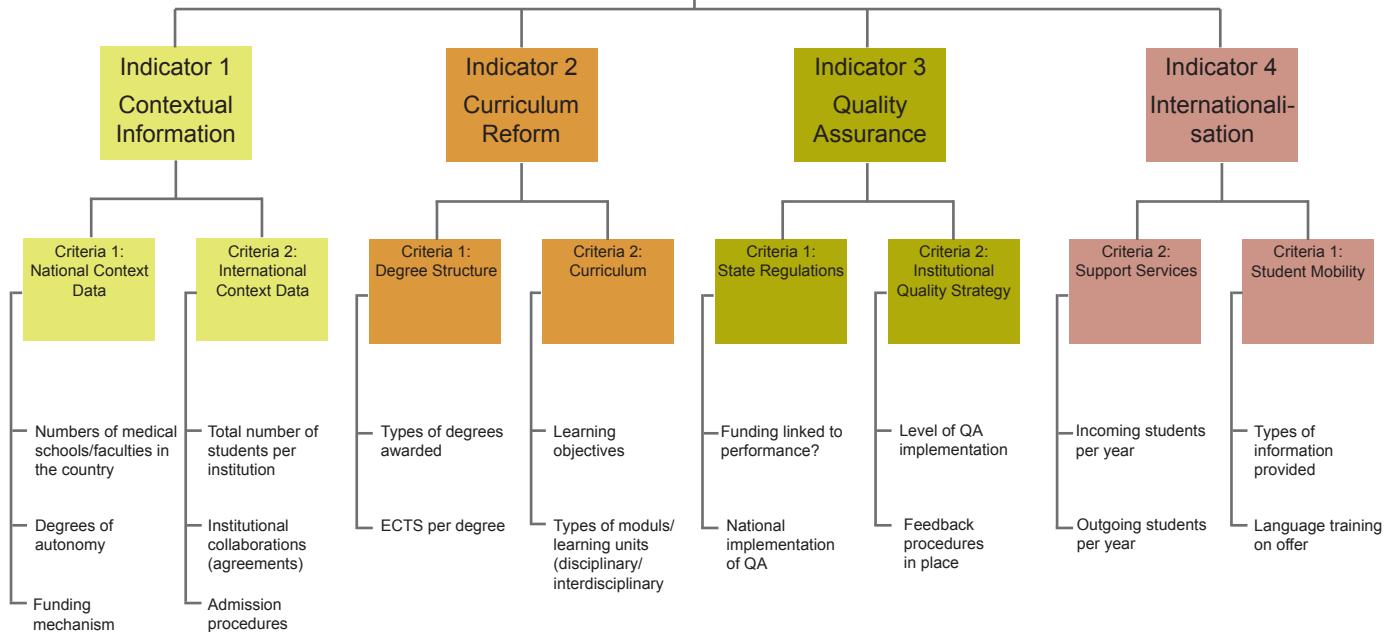 Indicator 1
Contextual
Information
Indicator 2
Curriculum
Reform
Indicator 3
Quality
Assurance
Indicator 4
Internationali-
sation
Criteria 1:
National Context
Data
Criteria 2:
International
Context Data
Criteria 1:
Degree Structure
Criteria 2:
Curriculum
Criteria 1:
State Regulations
Criteria 2:
Institutional
Quality Strategy
Criteria 2:
Support Services
Criteria 1:
Student Mobility
Numbers of medical
schools/faculties in
the country
Degrees of
autonomy
Funding
mechanism
Total number of
students per
institution
Institutional
collaborations
(agreements)
Admission
procedures
Types of degrees
awarded
ECTS per degree
Learning
objectives
Types of moduls/
learning units
(disciplinary/
interdisciplinary
Funding linked to
performance?
National
implementation
of QA
Level of QA
implementation
Feedback
procedures
in place
Incoming students
per year
Outgoing students
per year
Types of
information
provided
Language training
on offer